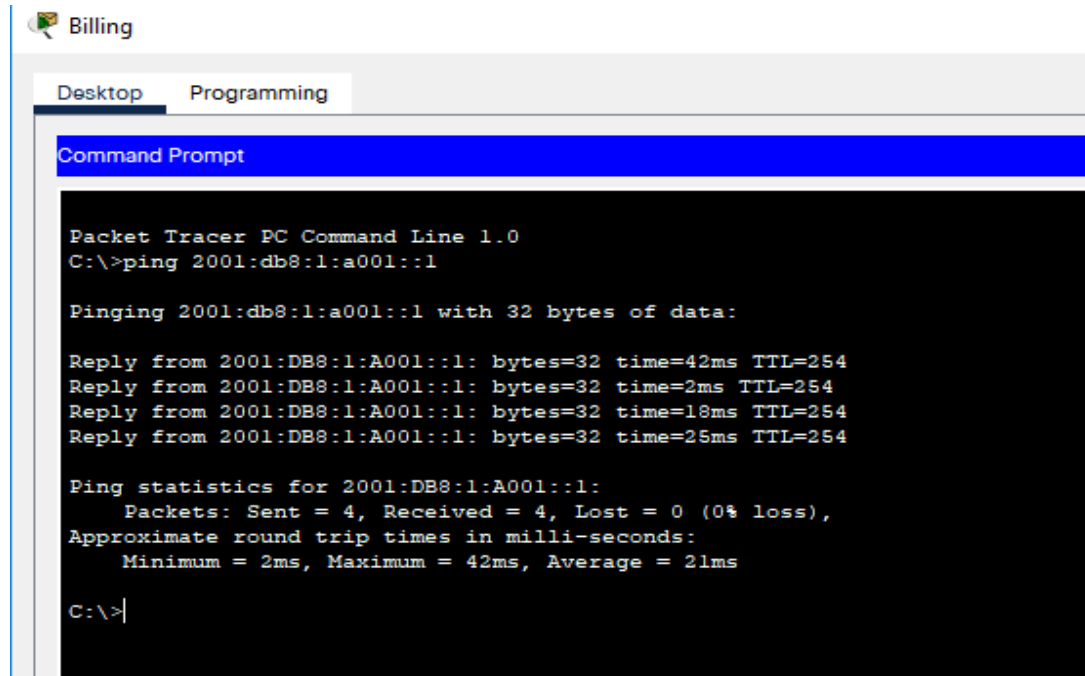 Billing
Desktop Programming
Command Prompt
Packet Tracer PC Command Line 1.0
C:\>ping 2001:db8:1:a001::1
Pinging 2001:db8:1:a001::1 with 32 bytes of data:
Reply from 2001:DB8:1:A001::1: bytes=32 time=42ms TTL=254
Reply from 2001:DB8:1:A001::1: bytes=32 time=2ms TTL=254
Reply from 2001:DB8:1:A001::1: bytes=32 time=18ms TTL=254
Reply from 2001:DB8:1:A001::1: bytes=32 time=25ms TTL=254
Ping statistics for 2001:DB8:1:A001::1:
Packets: Sent = 4, Received = 4, Lost = 0 (0% loss),
Approximate round trip times in milli-seconds:
Minimum = 2ms, Maximum = 42ms, Average = 21ms
C:\>